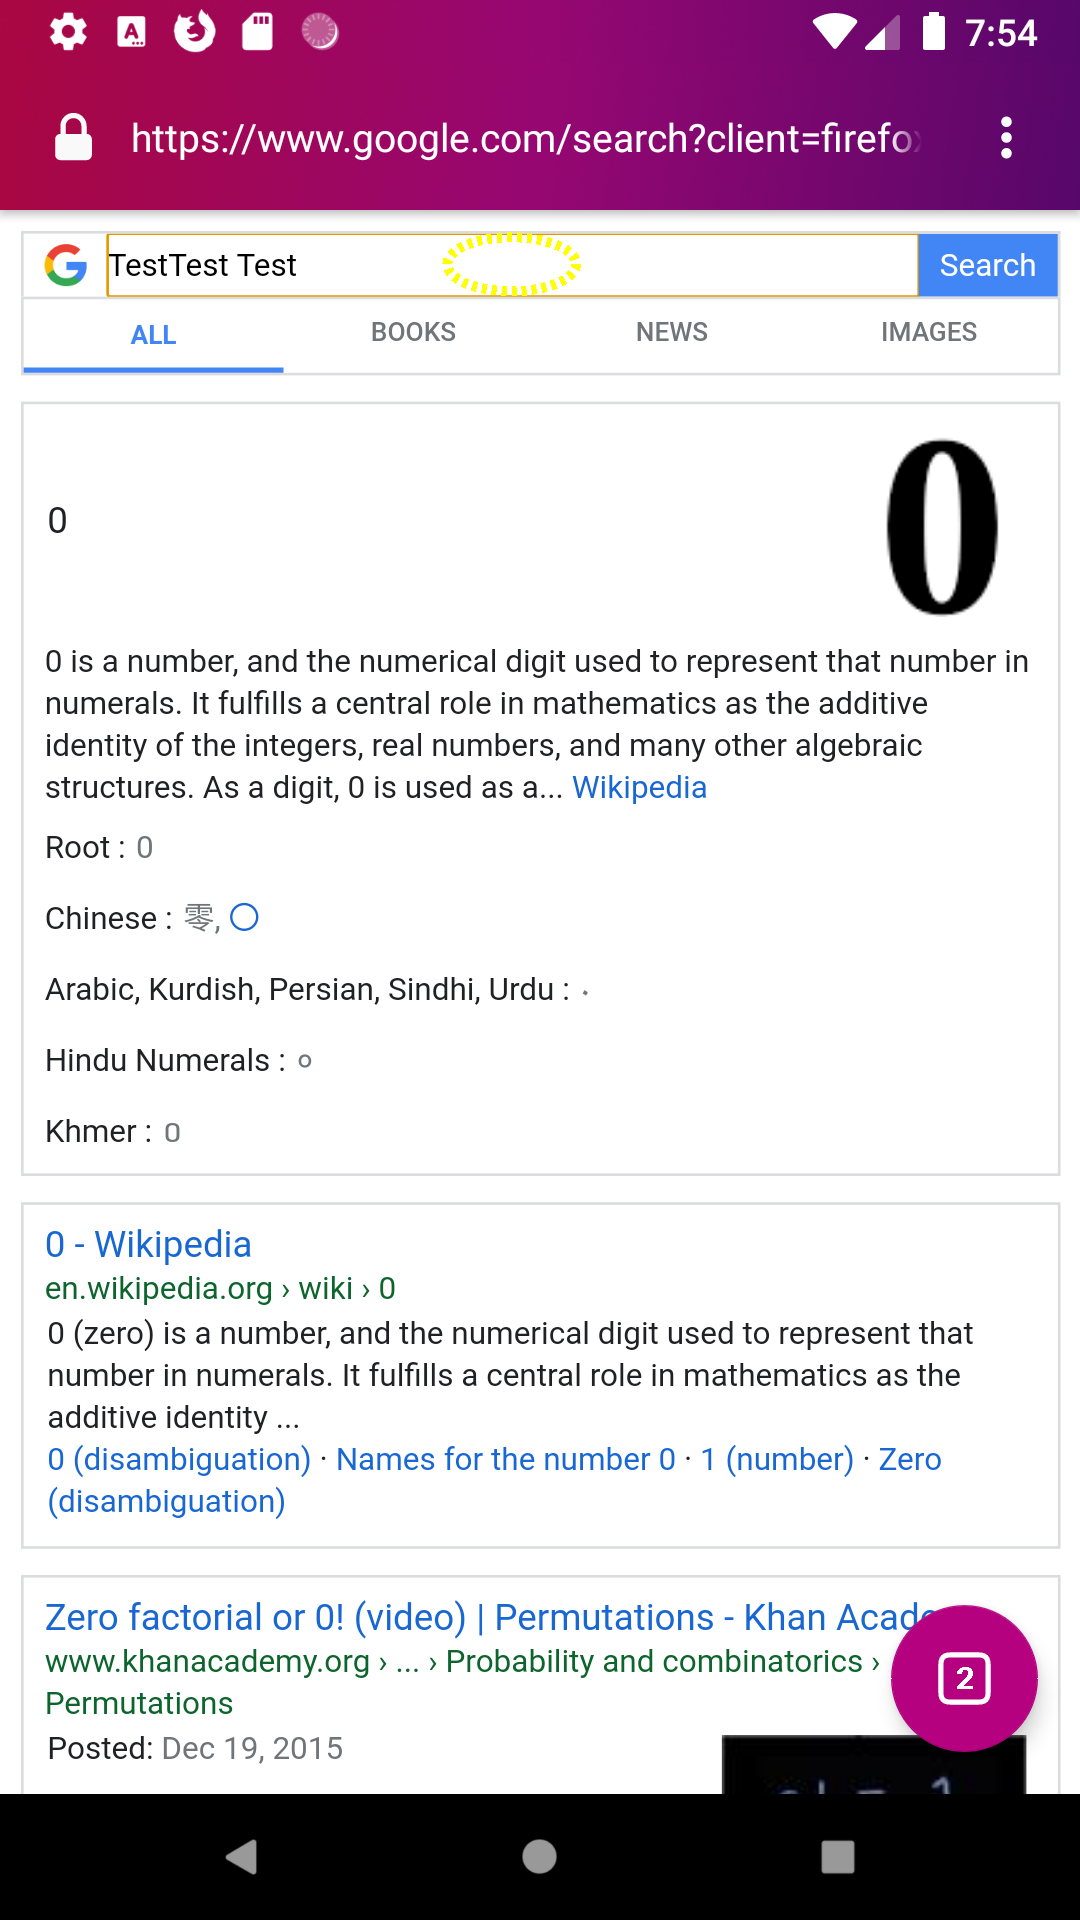 7:54
https://www.google.com/search?client=firefo
TestTest Test
Search
ALL BOOKS NEWS IMAGES
0
0
0 is a number, and the numerical digit used to represent that number in
numerals. It fulfills a central role in mathematics as the additive
identity of the integers, real numbers, and many other algebraic
structures. As a digit, 0 is used as a... Wikipedia
Root : 0
Chinese : 零, 〇
Arabic, Kurdish, Persian, Sindhi, Urdu : ٠
Hindu Numerals : ०
Khmer : ០
0 - Wikipedia
en.wikipedia.org › wiki › 0
0 (zero) is a number, and the numerical digit used to represent that
number in numerals. It fulfills a central role in mathematics as the
additive identity ...
0 (disambiguation) · Names for the number 0 · 1 (number) · Zero
(disambiguation)
Zero factorial or 0! (video) | Permutations - Khan Acade
www.khanacademy.org › ... › Probability and combinatorics ›
Permutations
2
Posted: Dec 19, 2015